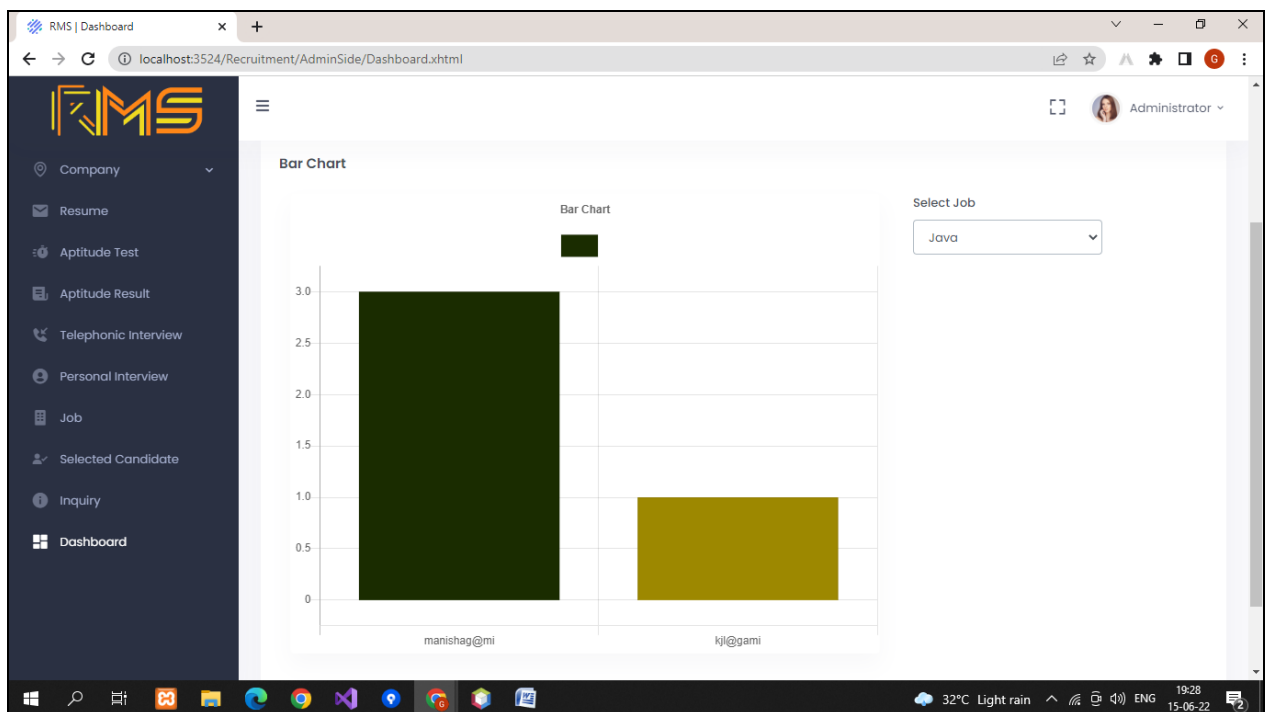 RMS | Dashboard
localhost:3524/Recruitment/AdminSide/Dashboard.xhtml
G
RMS
Administrator
Company
Resume
Aptitude Test
Aptitude Result
Telephonic Interview
Personal Interview
Job
Selected Candidate
Inquiry
Dashboard
Bar Chart
Bar Chart
3.0
2.5
2.0
1.5
1.0
0.5
0
manishag@mi kjl@gami
Select Job
Java
32°C Light rain ENG 19:28
15-06-22
2